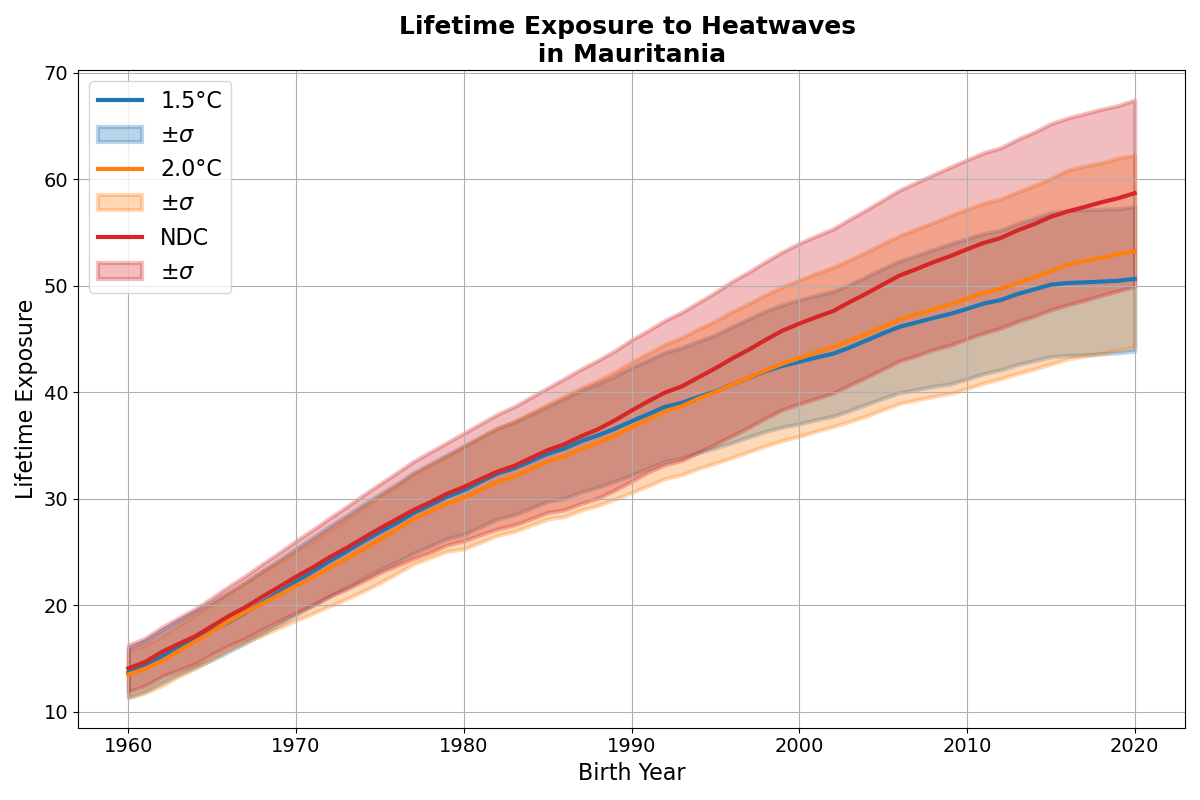 Lifetime Exposure to Heatwaves
in Mauritania
1.5°C
±σ
2.0°C
±σ
NDC
±σ
70
60
50
40
30
20
10
Lifetime Exposure
1960 1970 1980 1990 2000 2010 2020
Birth Year